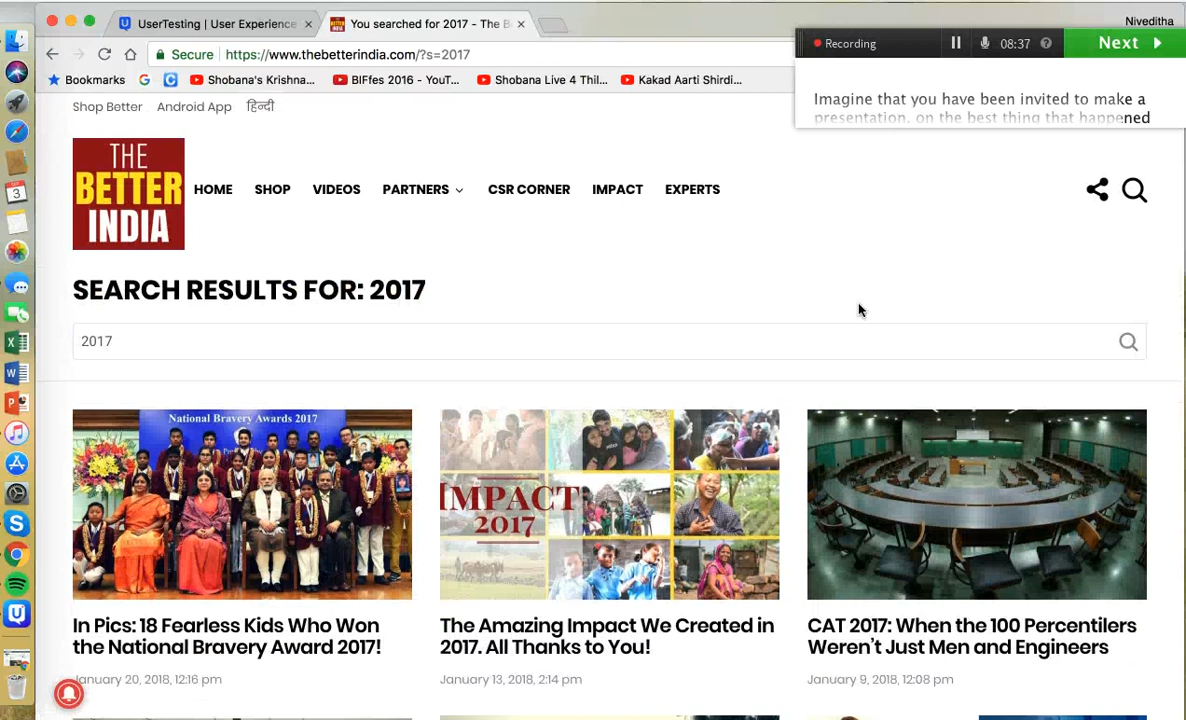 UserTesting | User Experience
You searched for 2017 - The B
Niveditha
Secure
https://www.thebetterindia.com/?s=2017
Recording
08:37
Next
Bookmarks
Shobana's Krishna...
BIFfes 2016 - YouT...
Shobana Live 4 Thil...
Kakad Aarti Shirdi...
Imagine that you have been invited to make a
presentation, on the best thing that happened
Shop Better
Android App
हिन्दी
THE
BETTER
INDIA
HOME
SHOP
VIDEOS
PARTNERS
CSR CORNER
IMPACT
EXPERTS
SEARCH RESULTS FOR: 2017
2017
National Bravery Awards 2017
IMPACT
2017
In Pics: 18 Fearless Kids Who Won
the National Bravery Award 2017!
January 20, 2018, 12:16 pm
The Amazing Impact We Created in
2017. All Thanks to You!
January 13, 2018, 2:14 pm
CAT 2017: When the 100 Percentilers
Weren't Just Men and Engineers
January 9, 2018, 12:08 pm